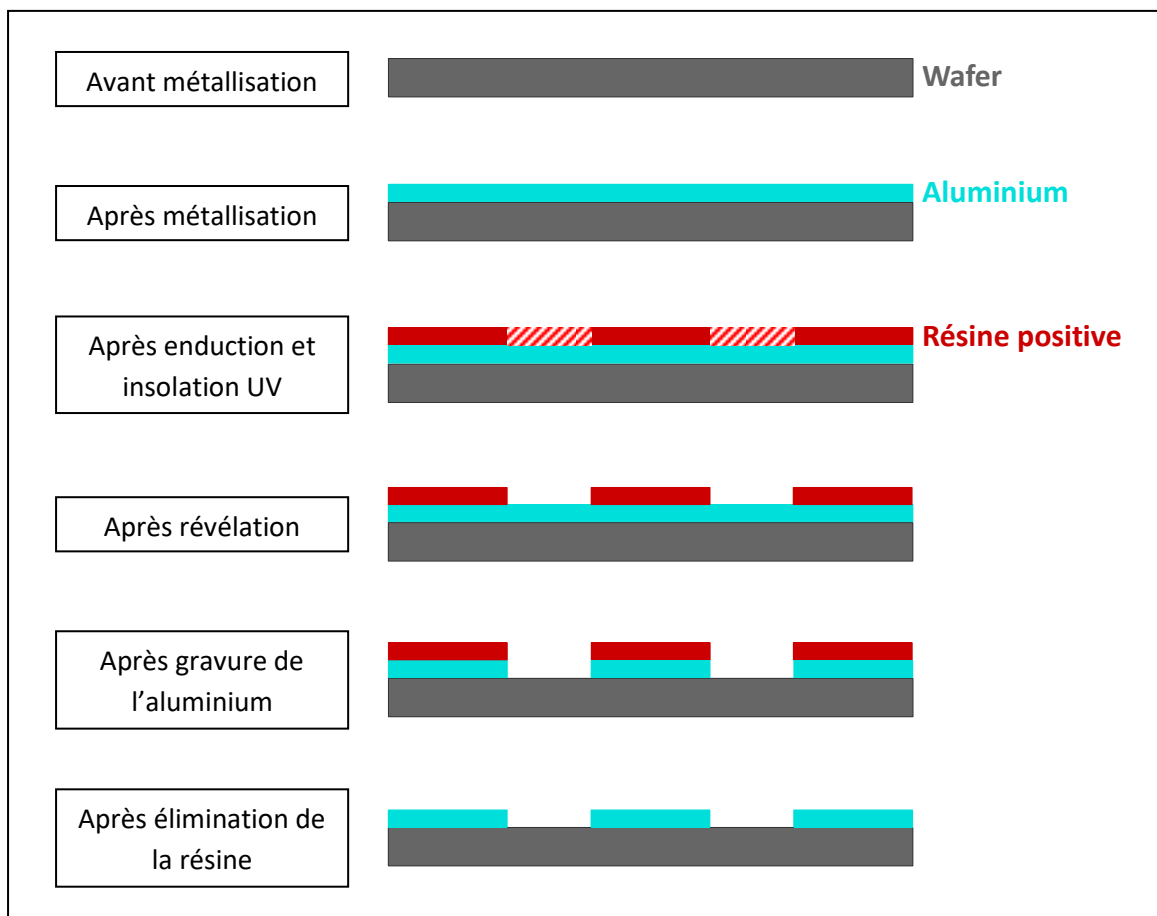 Avant métallisation
Wafer
Après métallisation
Aluminium
Après enduction et
insolation UV
Résine positive
Après révélation
Après gravure de
l’aluminium
Après élimination de
la résine